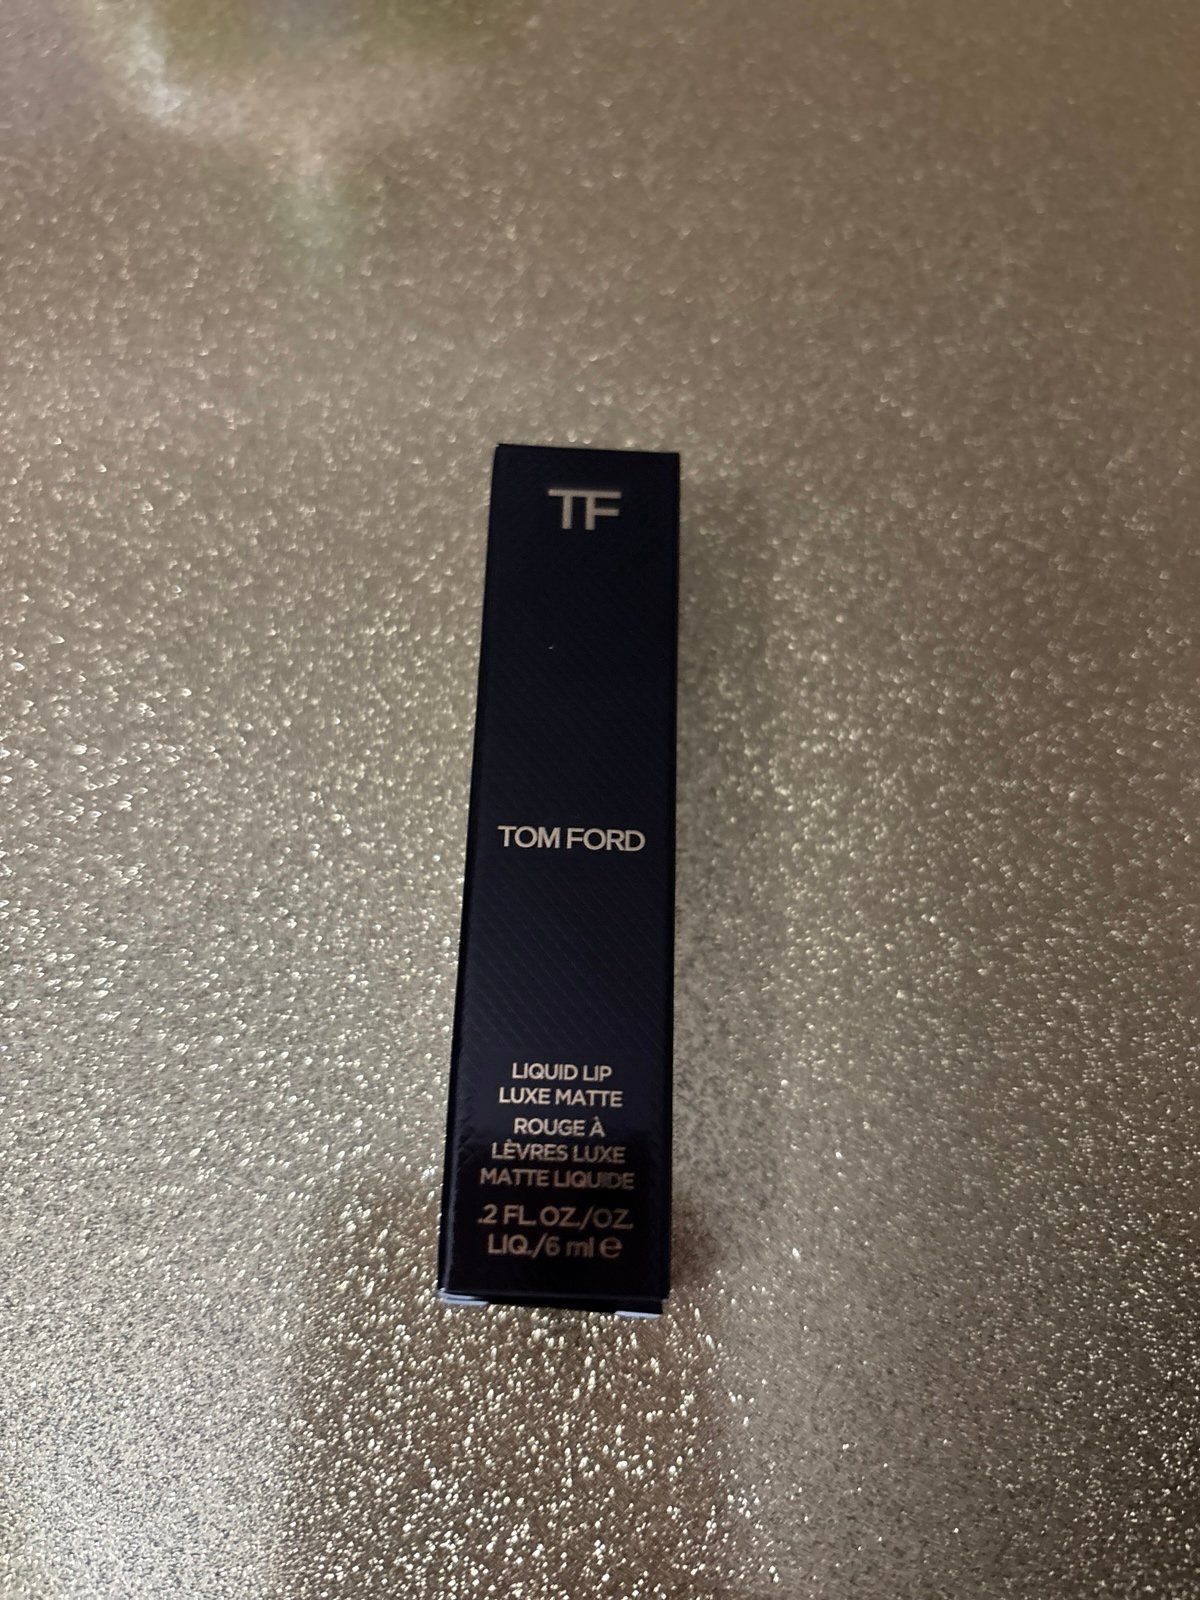 TF
TOM FORD
LIQUID LIP
LUXE MATTE
ROUGE À
LÈVRES LUXE
MATTE LIQUIDE
.2 FL. OZ./OZ.
LIQ./6 ml ℮